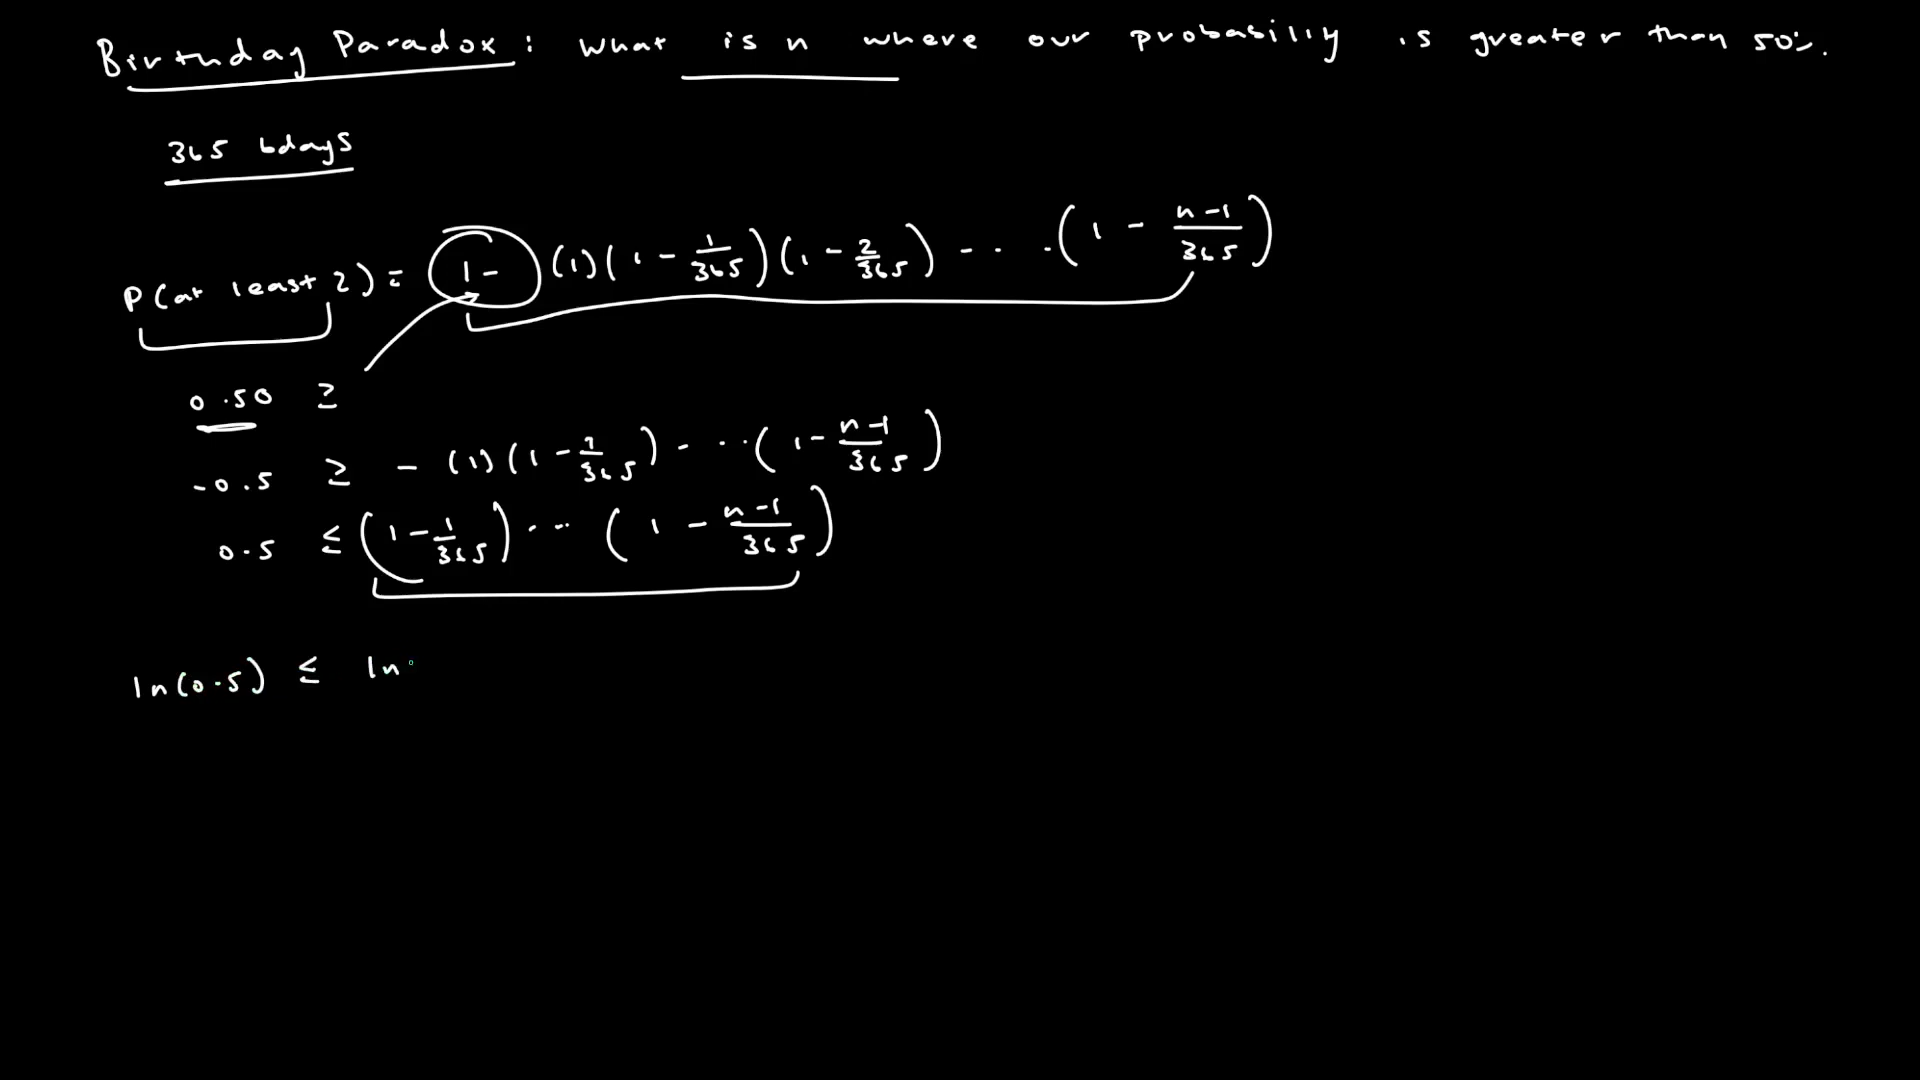 Birthday Paradox: what is n where our probability is greater than 50%.
365 bdays
P(at least 2) = 1 - (1)(1 - 1/365)(1 - 2/365) - - · · (1 - n-1/365)
0.50 ≥
-0.5 ≥ - (1)(1 - 1/365) - · · · (1 - n-1/365)
0.5 ≤ (1 - 1/365) · · · · (1 - n-1/365)
ln(0.5) ≤ ln